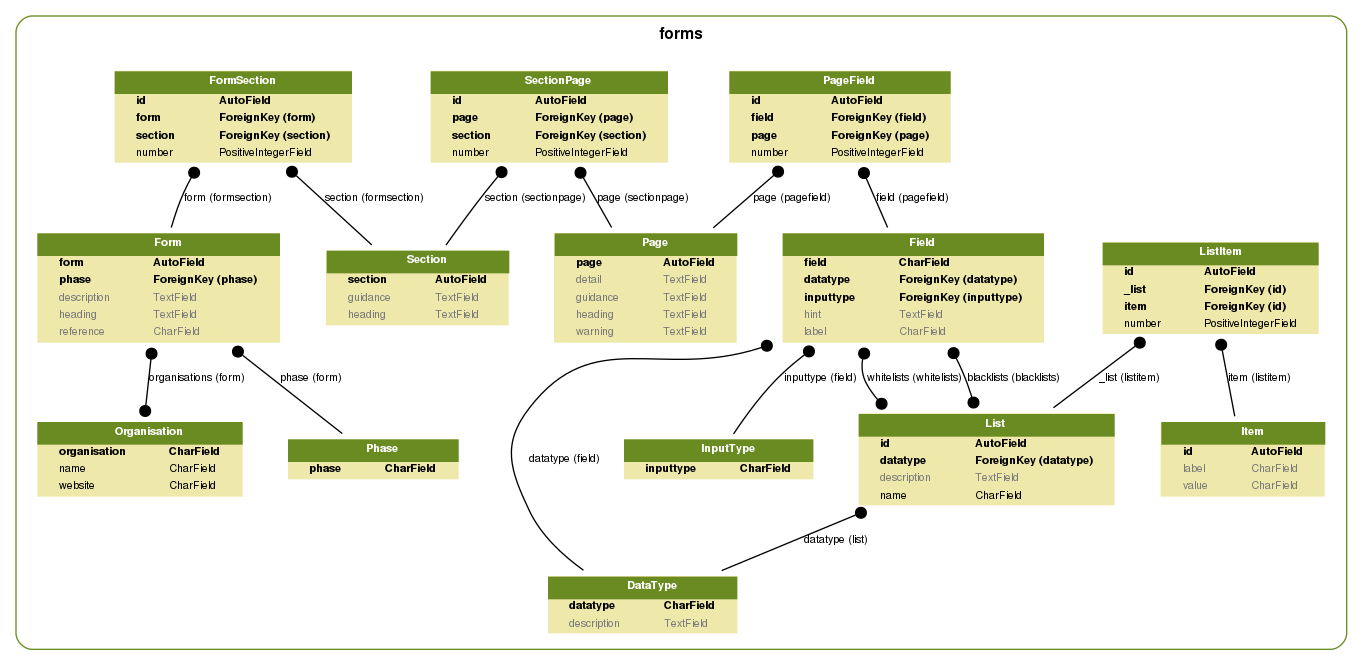 forms
FormSection
id AutoField
form ForeignKey (form)
section ForeignKey (section)
number PositiveIntegerField
SectionPage
id AutoField
page ForeignKey (page)
section ForeignKey (section)
number PositiveIntegerField
PageField
id AutoField
field ForeignKey (field)
page ForeignKey (page)
number PositiveIntegerField
form (formsection)
section (formsection)
section (sectionpage)
page (sectionpage)
page (pagefield)
field (pagefield)
Form
form AutoField
phase ForeignKey (phase)
description TextField
heading TextField
reference CharField
Section
section AutoField
guidance TextField
heading TextField
Page
page AutoField
detail TextField
guidance TextField
heading TextField
warning TextField
Field
field CharField
datatype ForeignKey (datatype)
inputtype ForeignKey (inputtype)
hint TextField
label CharField
ListItem
id AutoField
_list ForeignKey (id)
item ForeignKey (id)
number PositiveIntegerField
organisations (form)
phase (form)
inputtype (field)
whitelists (whitelists)
blacklists (blacklists)
_list (listitem)
item (listitem)
Organisation
organisation CharField
name CharField
website CharField
Phase
phase CharField
datatype (field)
InputType
inputtype CharField
List
id AutoField
datatype ForeignKey (datatype)
description TextField
name CharField
Item
id AutoField
label CharField
value CharField
datatype (list)
DataType
datatype CharField
description TextField